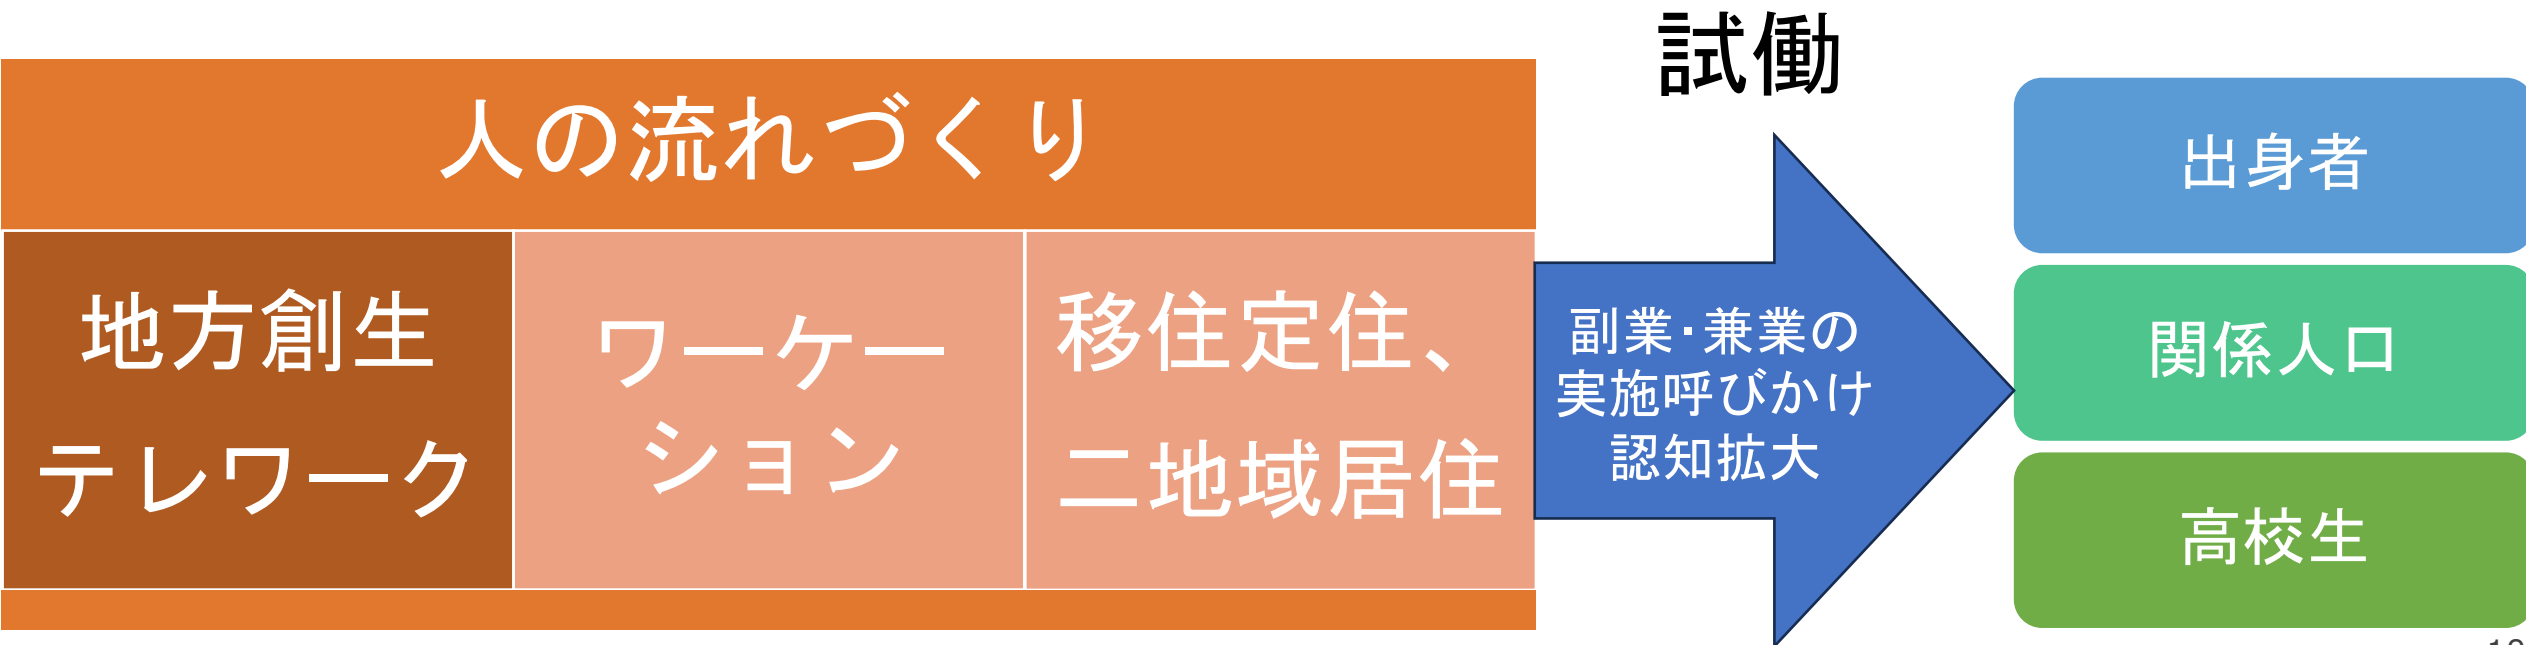 人の流れづくり
地方創生
テレワーク
ワーケー
ション
移住定住、
二地域居住
試働
副業・兼業の
実施呼びかけ
認知拡大
出身者
関係人口
高校生